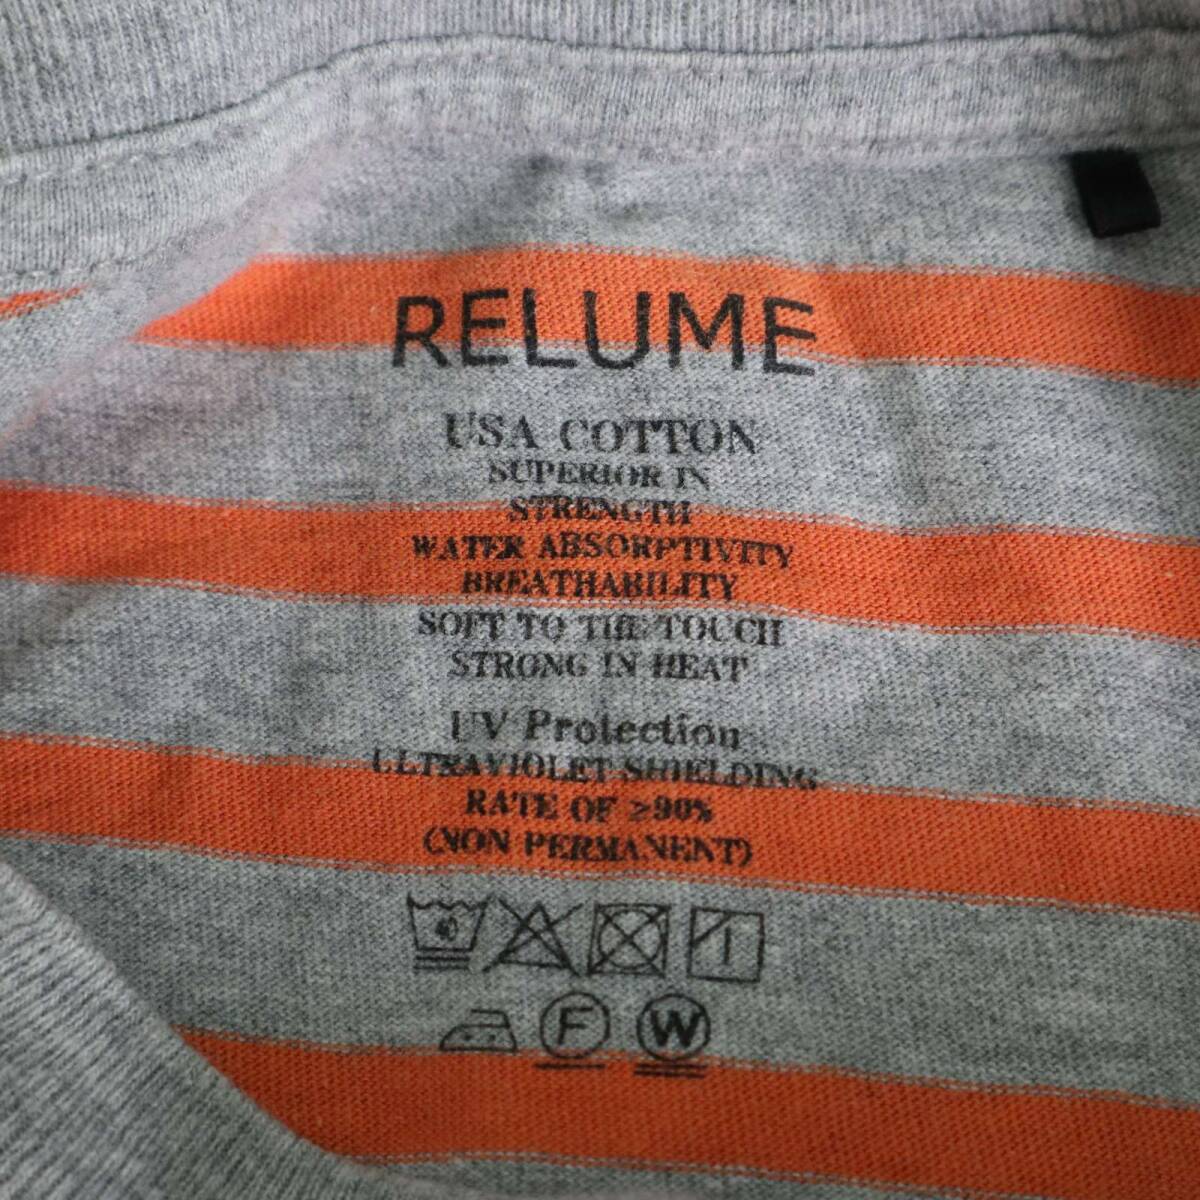 RELUME
USA COTTON
SUPERIOR IN
STRENGTH
WATER ABSORPTIVITY
BREATHABILITY
SOFT TO THE TOUCH
STRONG IN HEAT
UV Protection
ULTRAVIOLET SHIELDING
RATE OF ≥90%
(NON PERMANENT)
F W